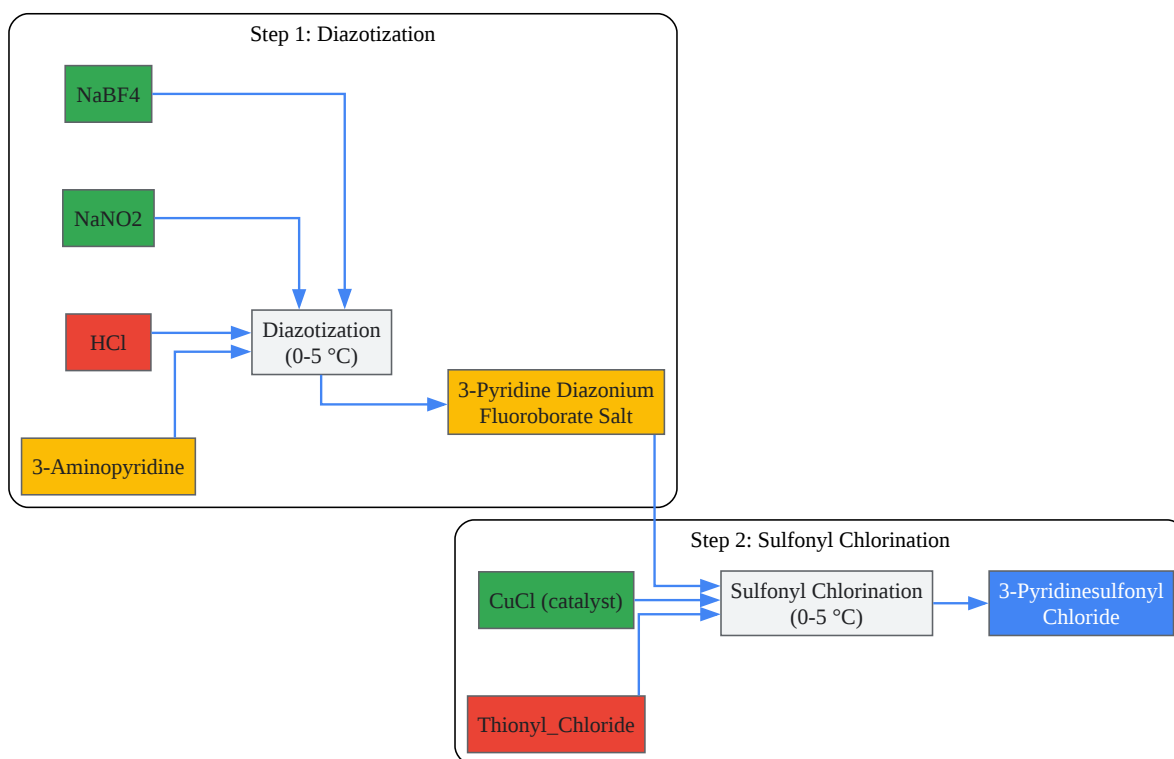 Step 1: Diazotization
NaBF4
NaNO2
HCl
Diazotization
(0-5 °C)
3-Aminopyridine
3-Pyridine Diazonium
Fluoroborate Salt
Step 2: Sulfonyl Chlorination
CuCl (catalyst)
Thionyl_Chloride
Sulfonyl Chlorination
(0-5 °C)
3-Pyridinesulfonyl
Chloride